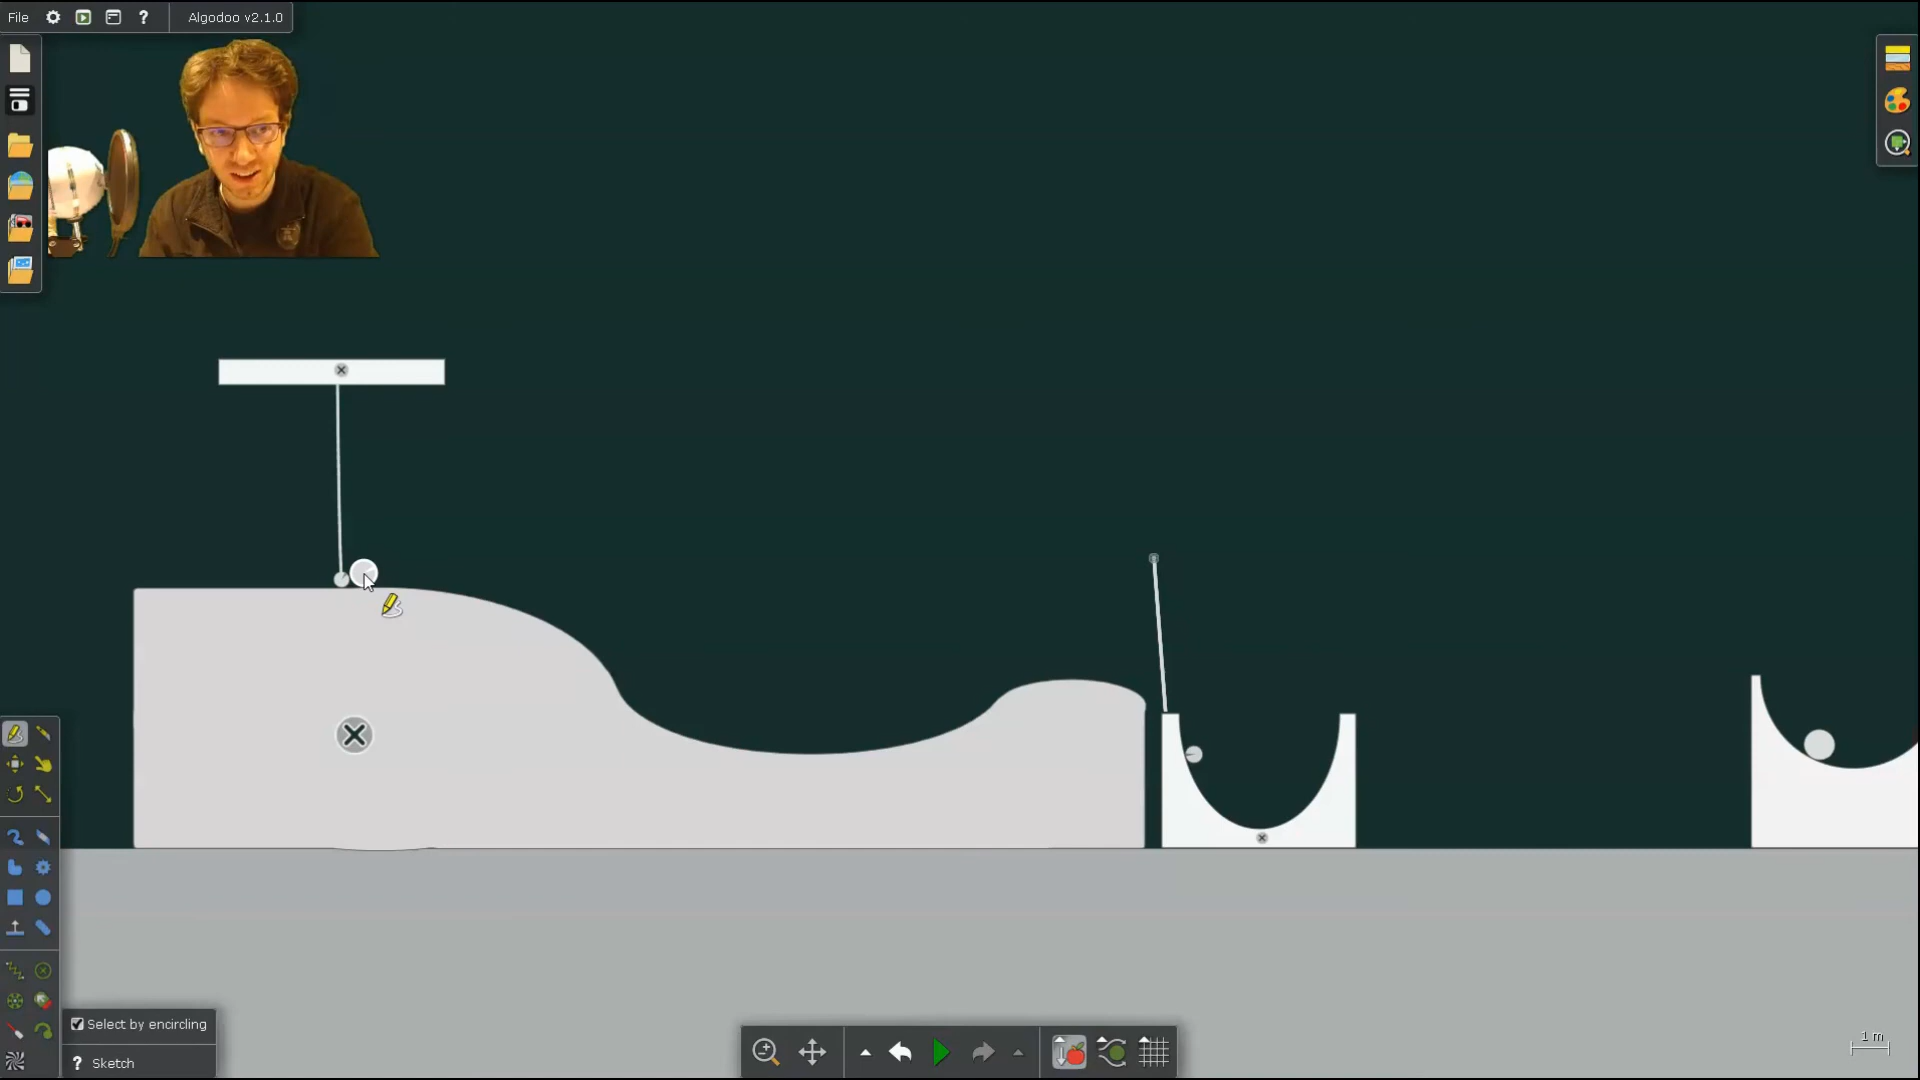 File ? Algodoo v2.1.0
1 m
Select by encircling
? Sketch